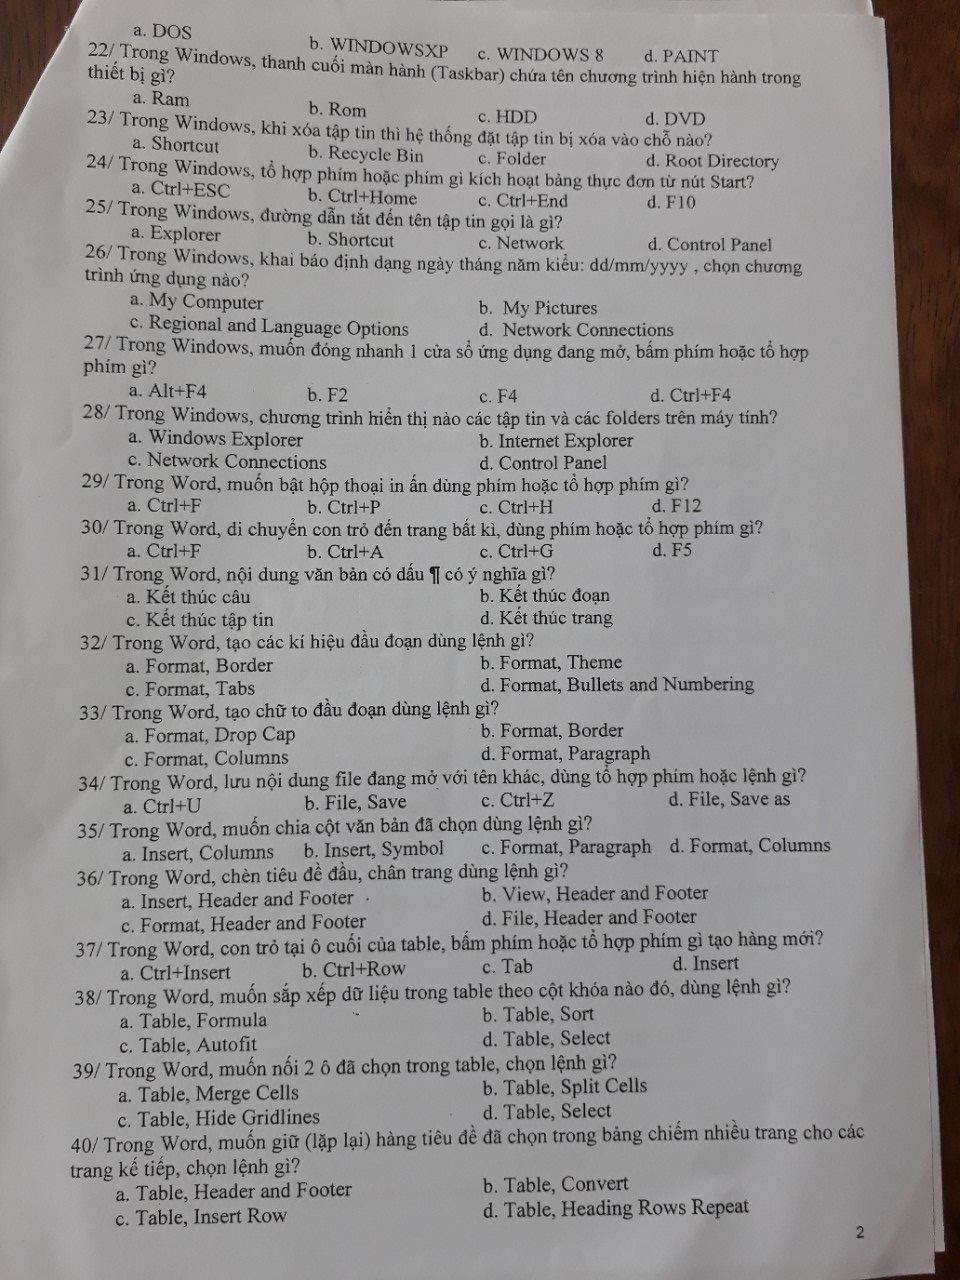 a. DOS b. WINDOWSXP c. WINDOWS 8 d. PAINT
22/ Trong Windows, thanh cuối màn hành (Taskbar) chứa tên chương trình hiện hành trong
thiết bị gì?
a. Ram b. Rom c. HDD d. DVD
23/ Trong Windows, khi xóa tập tin thì hệ thống đặt tập tin bị xóa vào chỗ nào?
a. Shortcut b. Recycle Bin c. Folder d. Root Directory
24/ Trong Windows, tổ hợp phím hoặc phím gì kích hoạt bảng thực đơn từ nút Start?
a. Ctrl+ESC b. Ctrl+Home c. Ctrl+End d. F10
25/ Trong Windows, đường dẫn tắt đến tên tập tin gọi là gì?
a. Explorer b. Shortcut c. Network d. Control Panel
26/ Trong Windows, khai báo định dạng ngày tháng năm kiểu: dd/mm/yyyy , chọn chương
trình ứng dụng nào?
a. My Computer b. My Pictures
c. Regional and Language Options d. Network Connections
27/ Trong Windows, muốn đóng nhanh 1 cửa sổ ứng dụng đang mở, bấm phím hoặc tổ hợp
phím gì?
a. Alt+F4 b. F2 c. F4 d. Ctrl+F4
28/ Trong Windows, chương trình hiển thị nào các tập tin và các folders trên máy tính?
a. Windows Explorer b. Internet Explorer
c. Network Connections d. Control Panel
29/ Trong Word, muốn bật hộp thoại in ấn dùng phím hoặc tổ hợp phím gì?
a. Ctrl+F b. Ctrl+P c. Ctrl+H d. F12
30/ Trong Word, di chuyển con trỏ đến trang bất kì, dùng phím hoặc tổ hợp phím gì?
a. Ctrl+F b. Ctrl+A c. Ctrl+G d. F5
31/ Trong Word, nội dung văn bản có dấu ¶ có ý nghĩa gì?
a. Kết thúc câu b. Kết thúc đoạn
c. Kết thúc tập tin d. Kết thúc trang
32/ Trong Word, tạo các kí hiệu đầu đoạn dùng lệnh gì?
a. Format, Border b. Format, Theme
c. Format, Tabs d. Format, Bullets and Numbering
33/ Trong Word, tạo chữ to đầu đoạn dùng lệnh gì?
a. Format, Drop Cap b. Format, Border
c. Format, Columns d. Format, Paragraph
34/ Trong Word, lưu nội dung file đang mở với tên khác, dùng tổ hợp phím hoặc lệnh gì?
a. Ctrl+U b. File, Save c. Ctrl+Z d. File, Save as
35/ Trong Word, muốn chia cột văn bản đã chọn dùng lệnh gì?
a. Insert, Columns b. Insert, Symbol c. Format, Paragraph d. Format, Columns
36/ Trong Word, chèn tiêu đề đầu, chân trang dùng lệnh gì?
a. Insert, Header and Footer b. View, Header and Footer
c. Format, Header and Footer d. File, Header and Footer
37/ Trong Word, con trỏ tại ô cuối của table, bấm phím hoặc tổ hợp phím gì tạo hàng mới?
a. Ctrl+Insert b. Ctrl+Row c. Tab d. Insert
38/ Trong Word, muốn sắp xếp dữ liệu trong table theo cột khóa nào đó, dùng lệnh gì?
a. Table, Formula b. Table, Sort
c. Table, Autofit d. Table, Select
39/ Trong Word, muốn nối 2 ô đã chọn trong table, chọn lệnh gì?
a. Table, Merge Cells b. Table, Split Cells
c. Table, Hide Gridlines d. Table, Select
40/ Trong Word, muốn giữ (lặp lại) hàng tiêu đề đã chọn trong bảng chiếm nhiều trang cho các
trang kế tiếp, chọn lệnh gì?
a. Table, Header and Footer b. Table, Convert
c. Table, Insert Row d. Table, Heading Rows Repeat
2